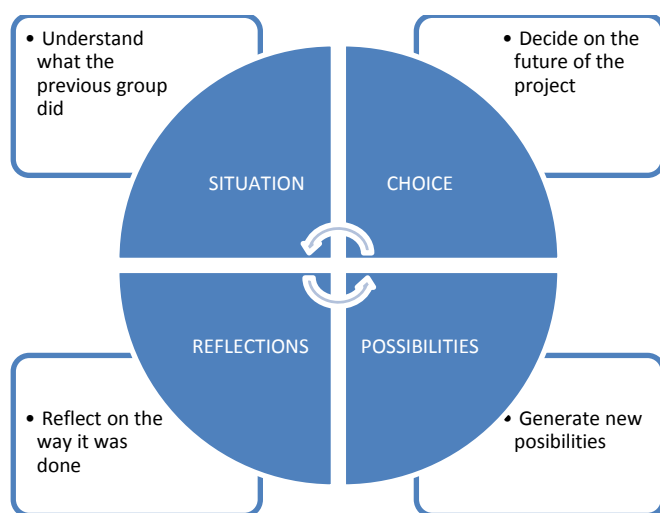 • Understand
what the
previous group
did
• Decide on the
future of the
project
SITUATION
CHOICE
REFLECTIONS
POSSIBILITIES
• Reflect on the
way it was
done
• Generate new
posibilities